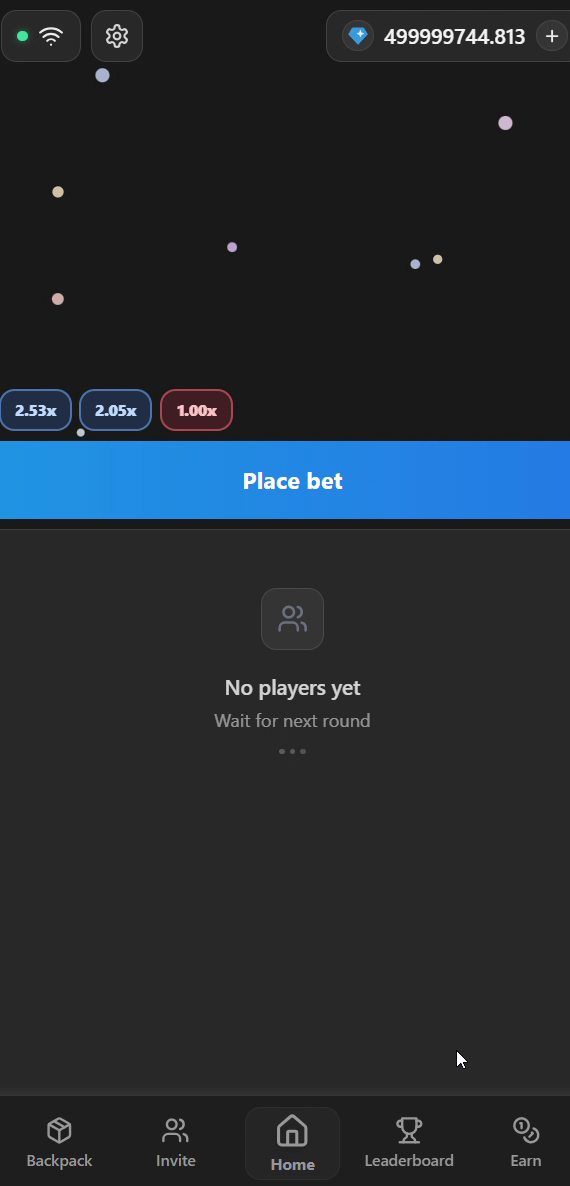 499999744.813
2.53x
2.05x
1.00x
Place bet
No players yet
Wait for next round
Backpack
Invite
Home
Leaderboard
Earn